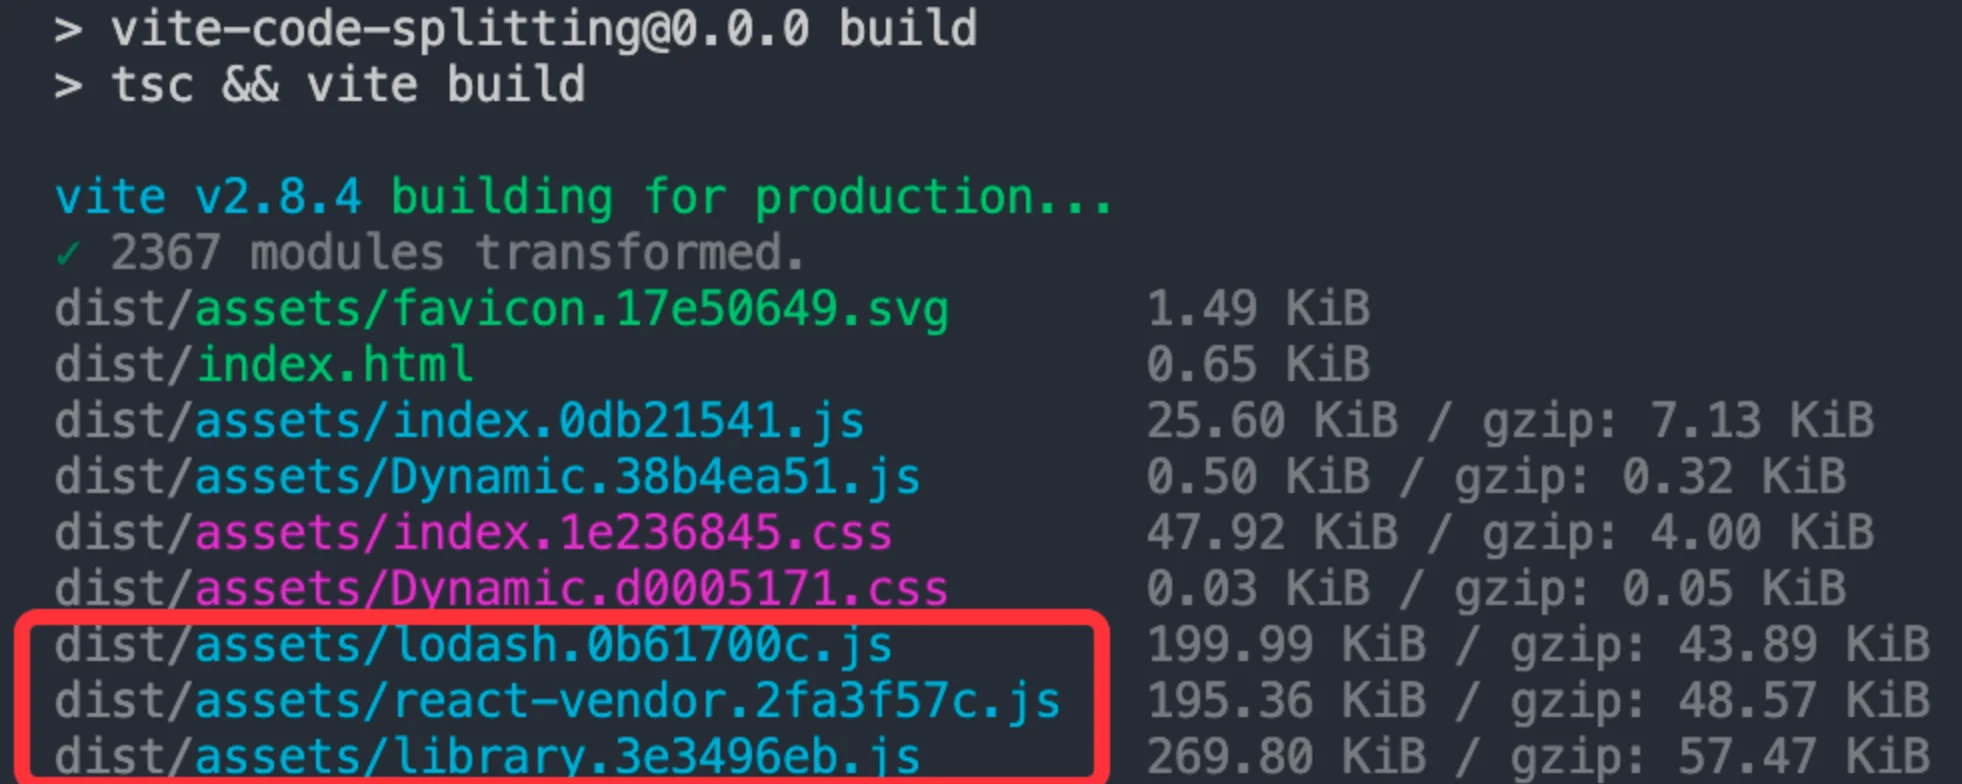 > vite-code-splitting@0.0.0 build
> tsc && vite build
vite v2.8.4 building for production...
✓ 2367 modules transformed.
dist/assets/favicon.17e50649.svg 1.49 KiB
dist/index.html 0.65 KiB
dist/assets/index.0db21541.js 25.60 KiB / gzip: 7.13 KiB
dist/assets/Dynamic.38b4ea51.js 0.50 KiB / gzip: 0.32 KiB
dist/assets/index.1e236845.css 47.92 KiB / gzip: 4.00 KiB
dist/assets/Dynamic.d0005171.css 0.03 KiB / gzip: 0.05 KiB
dist/assets/lodash.0b61700c.js 199.99 KiB / gzip: 43.89 KiB
dist/assets/react-vendor.2fa3f57c.js 195.36 KiB / gzip: 48.57 KiB
dist/assets/library.3e3496eb.js 269.80 KiB / gzip: 57.47 KiB